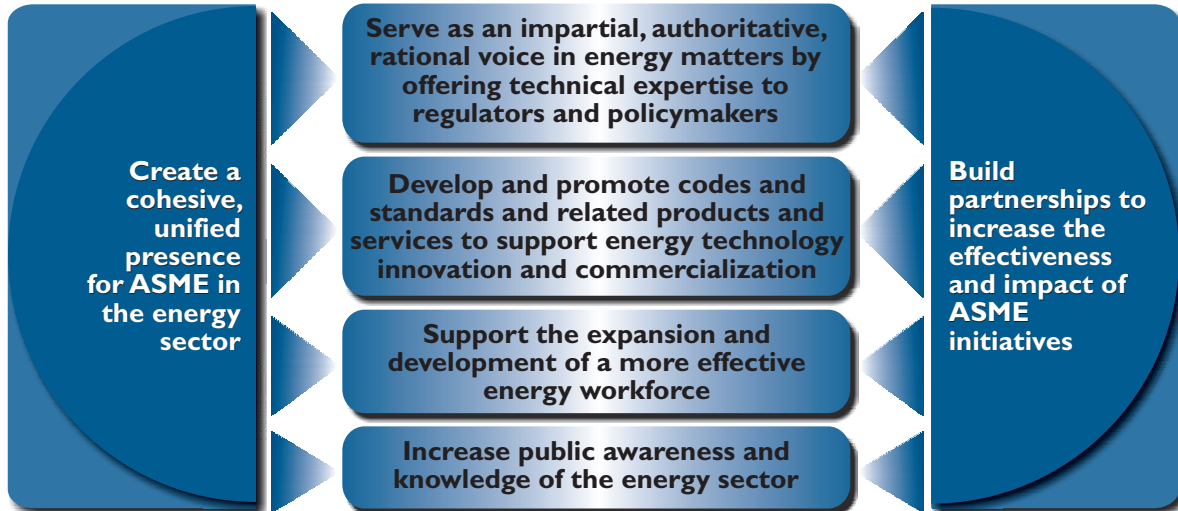 Create a
cohesive,
unified
presence
for ASME in
the energy
sector
Serve as an impartial, authoritative,
rational voice in energy matters by
offering technical expertise to
regulators and policymakers
Develop and promote codes and
standards and related products and
services to support energy technology
innovation and commercialization
Support the expansion and
development of a more effective
energy workforce
Increase public awareness and
knowledge of the energy sector
Build
partnerships to
increase the
effectiveness
and impact of
ASME
initiatives